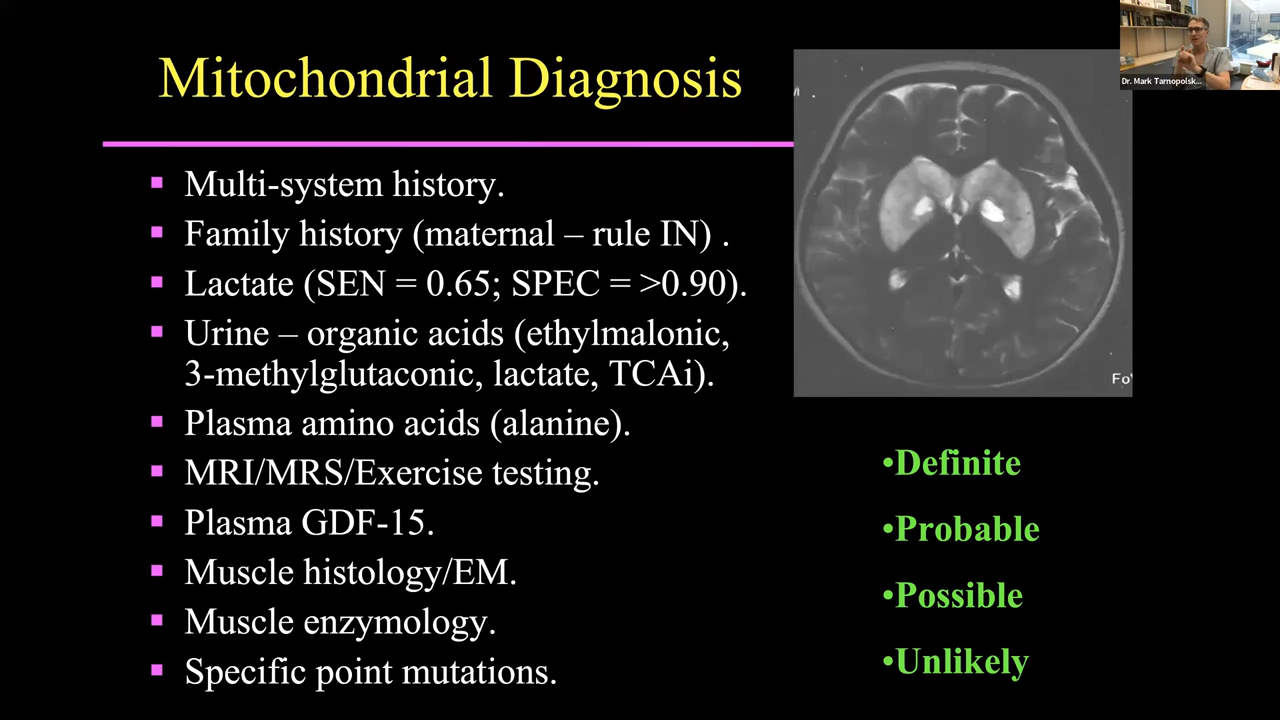 Mitochondrial Diagnosis
▪ Multi-system history.
▪ Family history (maternal – rule IN) .
▪ Lactate (SEN = 0.65; SPEC = >0.90).
▪ Urine – organic acids (ethylmalonic,
3-methylglutaconic, lactate, TCAi).
▪ Plasma amino acids (alanine).
▪ MRI/MRS/Exercise testing.
▪ Plasma GDF-15.
▪ Muscle histology/EM.
▪ Muscle enzymology.
▪ Specific point mutations.
Dr. Mark Tarnopolsk...
•Definite
•Probable
•Possible
•Unlikely